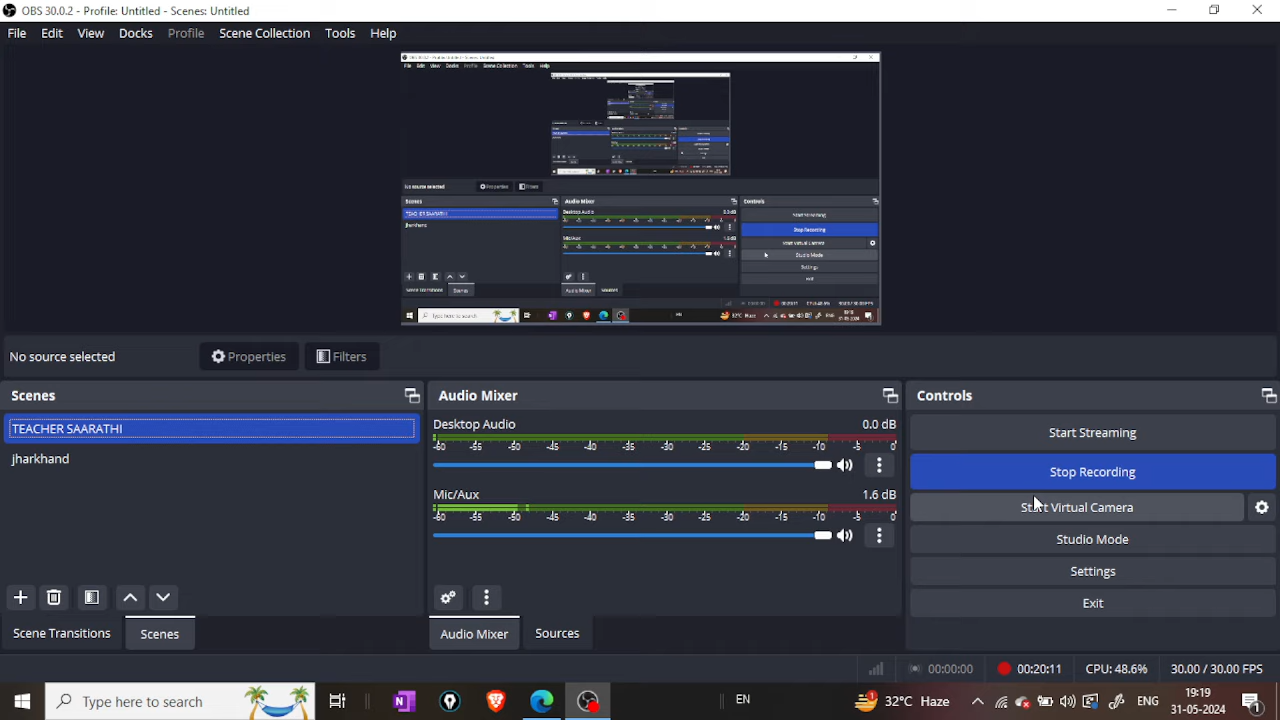 OBS 30.0.2 - Profile: Untitled - Scenes: Untitled
File Edit View Docks Profile Scene Collection Tools Help
No source selected Properties Filters
Scenes Audio Mixer Controls
TEACHER SAARATHI
Jharkhand
Desktop Audio 0.0 dB
-60 -55 -50 -45 -40 -35 -30 -25 -20 -15 -10 -5 0
Mic/Aux 1.6 dB
-60 -55 -50 -45 -40 -35 -30 -25 -20 -15 -10 -5 0
Start Streaming
Stop Recording
Start Virtual Camera
Studio Mode
Settings
Exit
Scene Transitions Scenes Audio Mixer Sources
00:00:00 00:20:11 CPU: 48.6% 30.00 / 30.00 FPS
Type here to search EN 1 32°C Haze ENG 19:19 31-05-2024 1